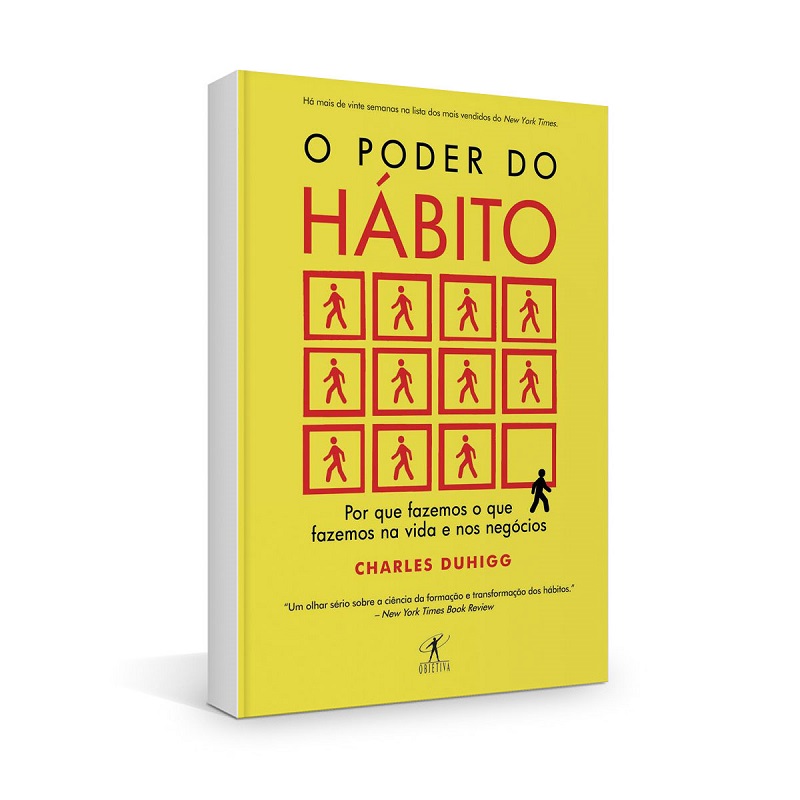 Há mais de vinte semanas na lista dos mais vendidos do New York Times.
O PODER DO
HÁBITO
Por que fazemos o que
fazemos na vida e nos negócios
CHARLES DUHIGG
“Um olhar sério sobre a ciência da formação e transformação dos hábitos.”
– New York Times Book Review
OBJETIVA